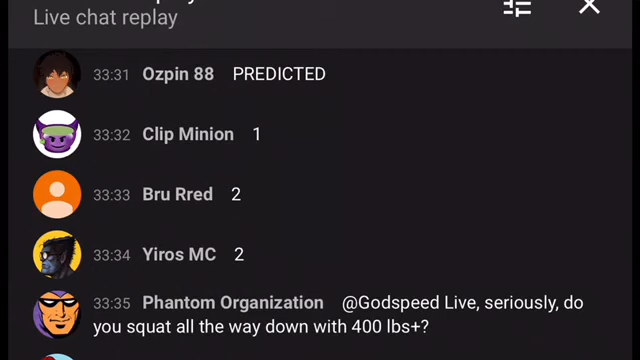 Live chat replay
33:31 Ozpin 88 PREDICTED
33:32 Clip Minion 1
33:33 Bru Rred 2
33:34 Yiros MC 2
33:35 Phantom Organization @Godspeed Live, seriously, do
you squat all the way down with 400 lbs+?